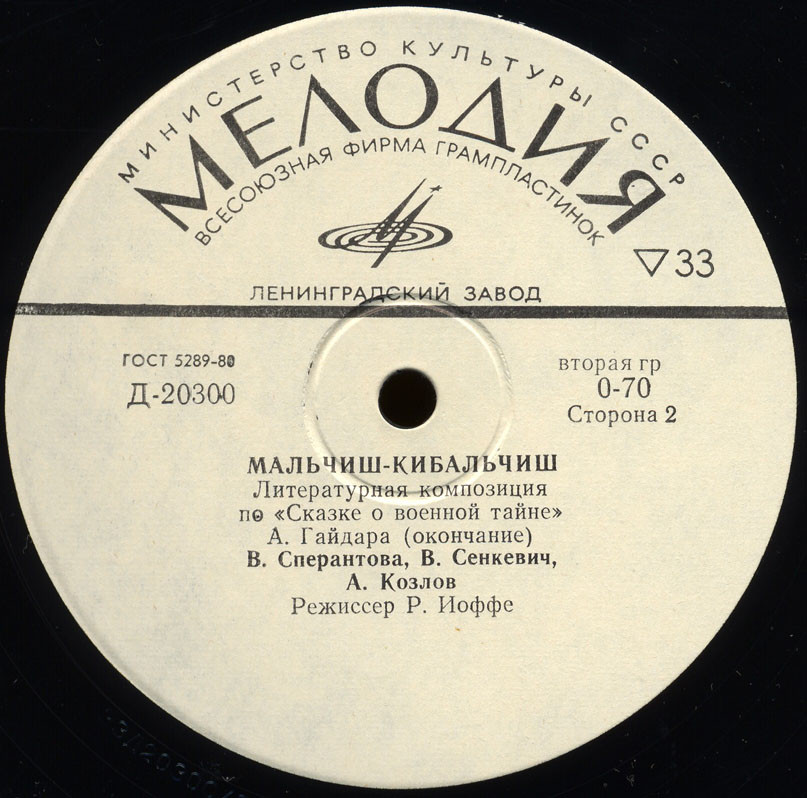 МИНИСТЕРСТВО КУЛЬТУРЫ СССР
МЕЛОДИЯ
ВСЕСОЮЗНАЯ ФИРМА ГРАМПЛАСТИНОК
33
ЛЕНИНГРАДСКИЙ ЗАВОД
ГОСТ 5289-80
Д-20300
вторая гр
0-70
Сторона 2
МАЛЬЧИШ-КИБАЛЬЧИШ
Литературная композиция
по «Сказке о военной тайне»
А. Гайдара (окончание)
В. Сперантова, В. Сенкевич,
А. Козлов
Режиссер Р. Иоффе